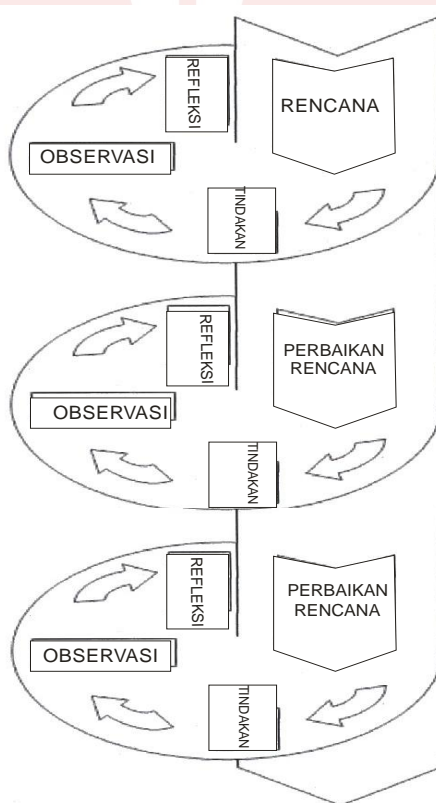 REFLEKSI
RENCANA
OBSERVASI
TINDAKAN
REFLEKSI
PERBAIKAN
RENCANA
OBSERVASI
TINDAKAN
REFLEKSI
PERBAIKAN
RENCANA
OBSERVASI
TINDAKAN